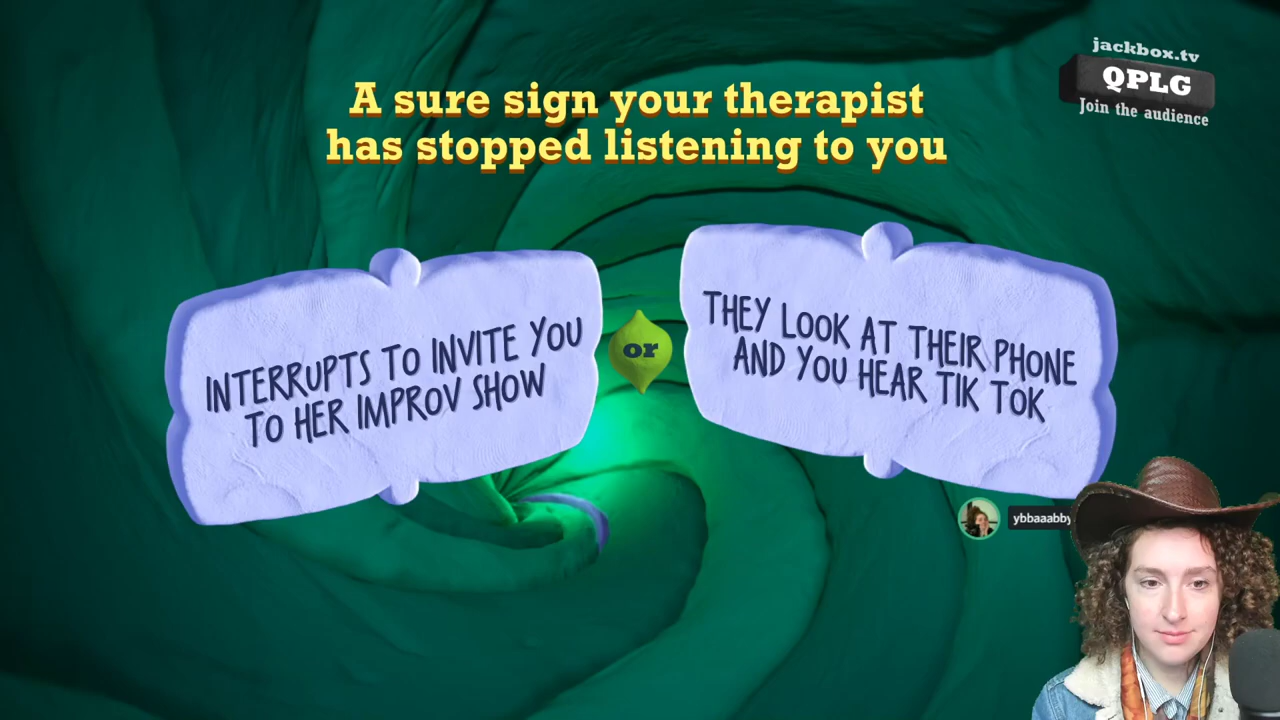 jackbox.tv
QPLG
Join the audience
A sure sign your therapist
has stopped listening to you
INTERRUPTS TO INVITE YOU
TO HER IMPROV SHOW
or
THEY LOOK AT THEIR PHONE
AND YOU HEAR TIK TOK
ybbaaabby